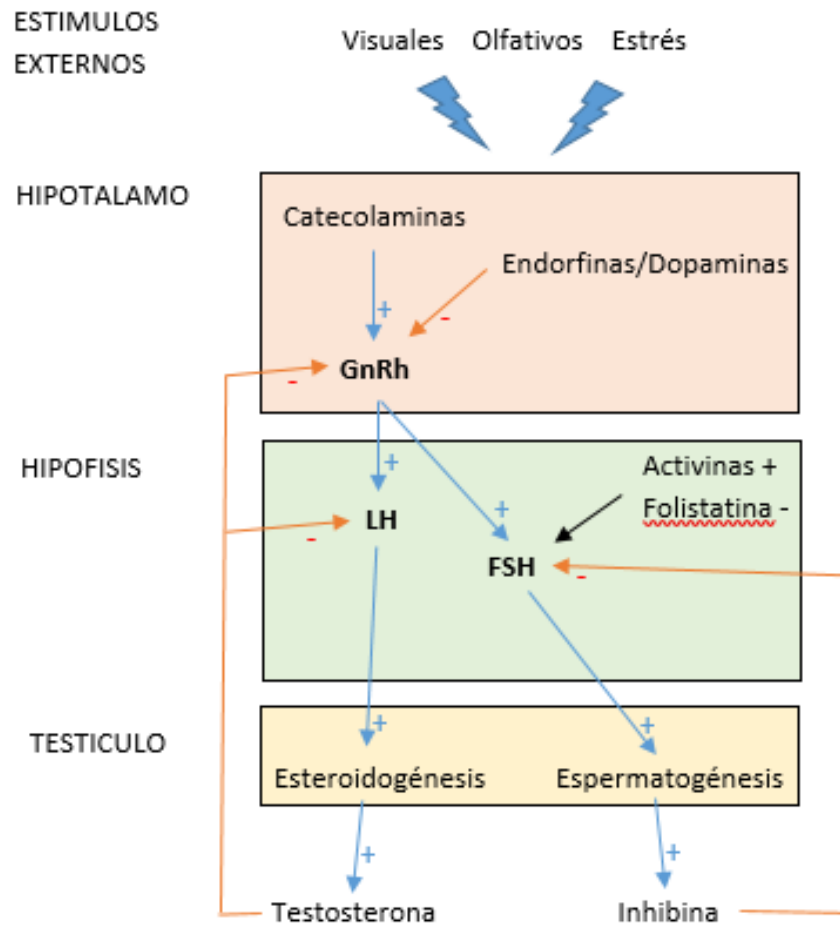 ESTIMULOS
EXTERNOS
Visuales Olfativos Estrés
HIPOTALAMO
Catecolaminas
Endorfinas/Dopaminas
+
-
GnRh
-
HIPOFISIS
+
Activinas +
Folistatina -
+
LH
-
FSH
-
TESTICULO
+
+
Esteroidogénesis
Espermatogénesis
+
+
Testosterona
Inhibina